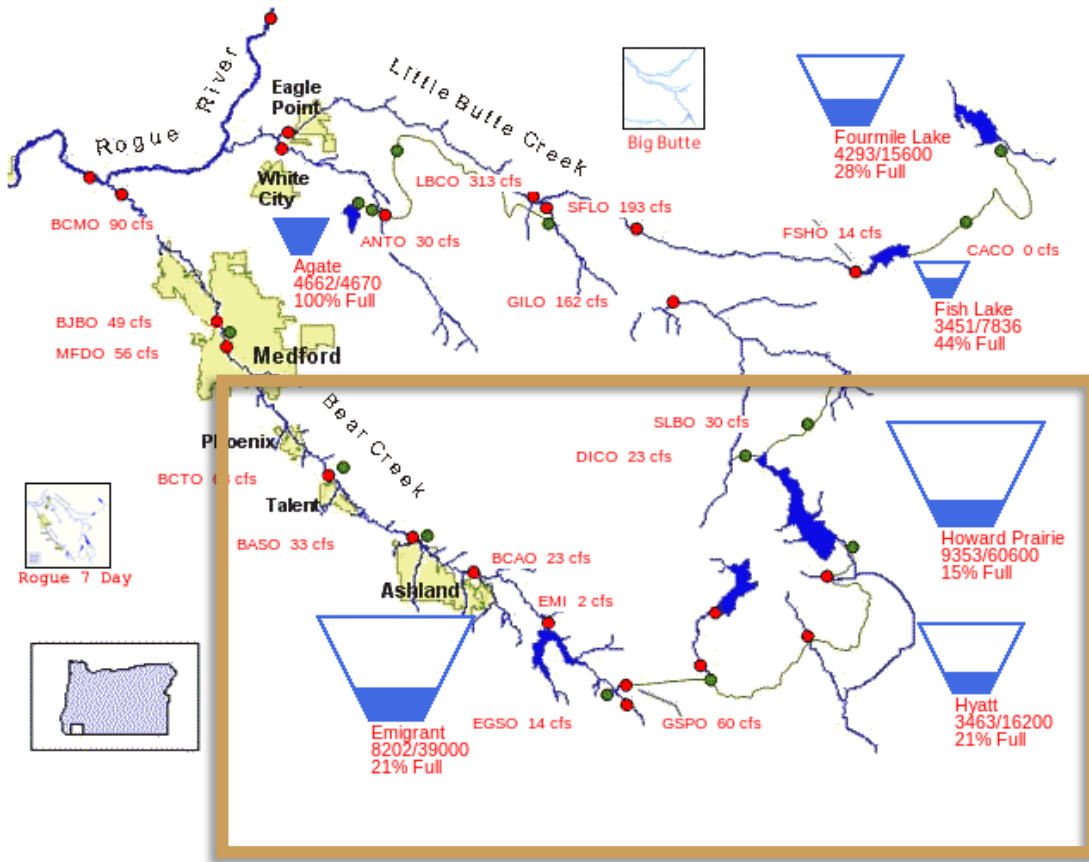 Rogue River
Eagle
Point
Little Butte Creek
Big Butte
Fourmile Lake
4293/15600
28% Full
Rogue
White
City
LBCO 313 cfs
SFLO 193 cfs
BCMO 90 cfs
ANTO 30 cfs
FSHO 14 cfs
CACO 0 cfs
Agate
4662/4670
100% Full
GILO 162 cfs
Fish Lake
3451/7836
44% Full
BJBO 49 cfs
MFDO 56 cfs
Medford
Bear Creek
SLBO 30 cfs
Phoenix
DICO 23 cfs
BCTO 63 cfs
Talent
Howard Prairie
9353/60600
15% Full
BASO 33 cfs
BCAO 23 cfs
Rogue 7 Day
Ashland
EMI 2 cfs
EGSO 14 cfs
GSPO 60 cfs
Hyatt
3463/16200
21% Full
Emigrant
8202/39000
21% Full